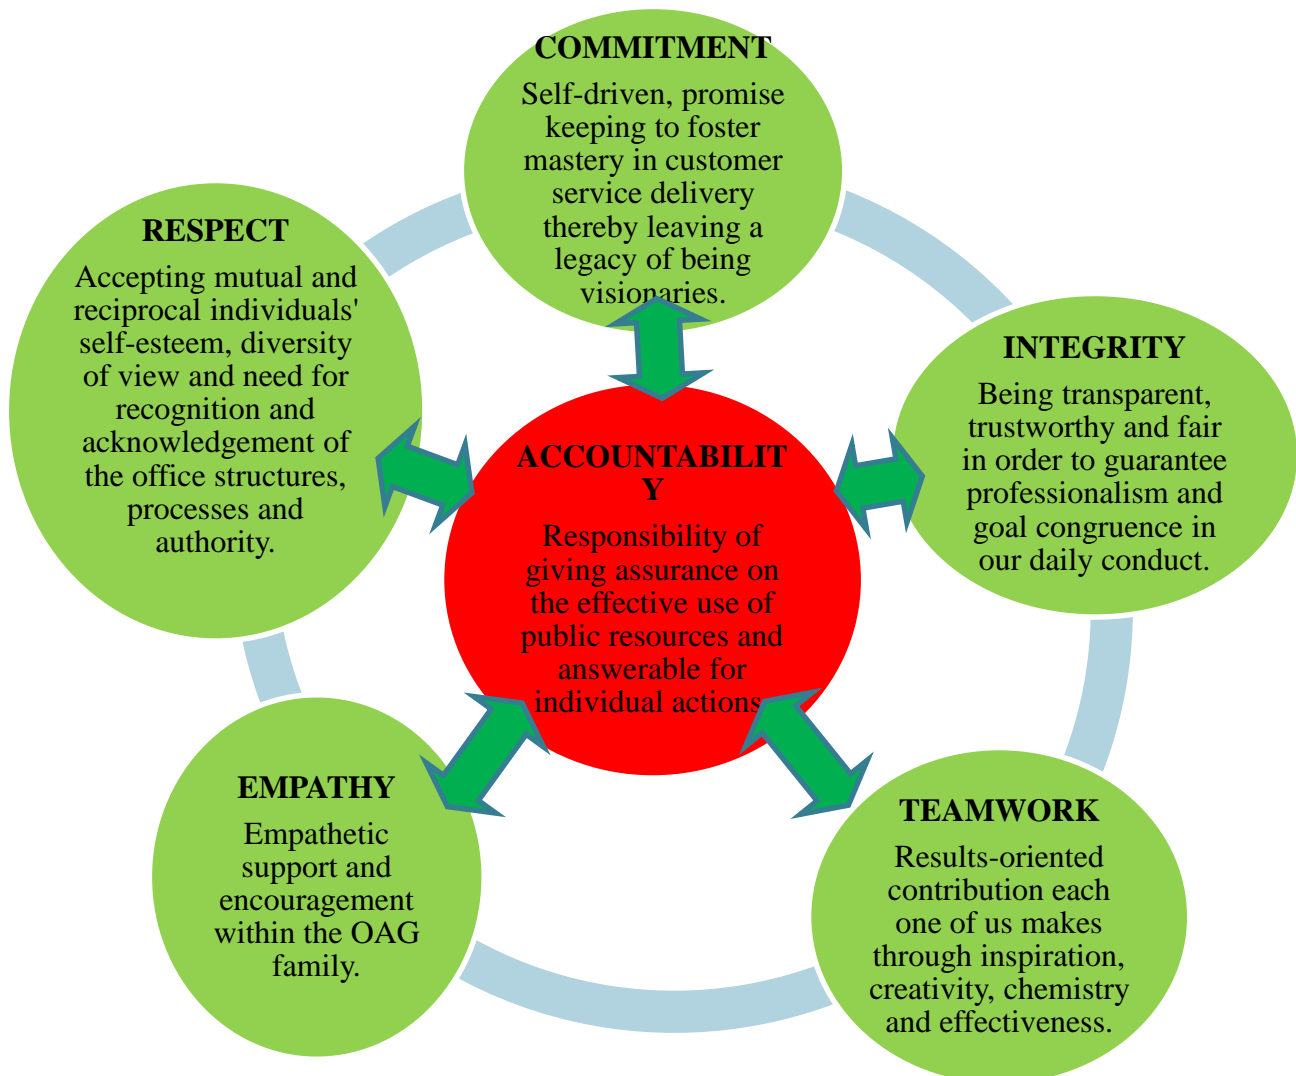 COMMITMENT
Self-driven, promise
keeping to foster
mastery in customer
service delivery
thereby leaving a
legacy of being
visionaries.
RESPECT
Accepting mutual and
reciprocal individuals'
self-esteem, diversity
of view and need for
recognition and
acknowledgement of
the office structures,
processes and
authority.
INTEGRITY
Being transparent,
trustworthy and fair
in order to guarantee
professionalism and
goal congruence in
our daily conduct.
ACCOUNTABILIT
Y
Responsibility of
giving assurance on
the effective use of
public resources and
answerable for
individual actions
EMPATHY
Empathetic
support and
encouragement
within the OAG
family.
TEAMWORK
Results-oriented
contribution each
one of us makes
through inspiration,
creativity, chemistry
and effectiveness.